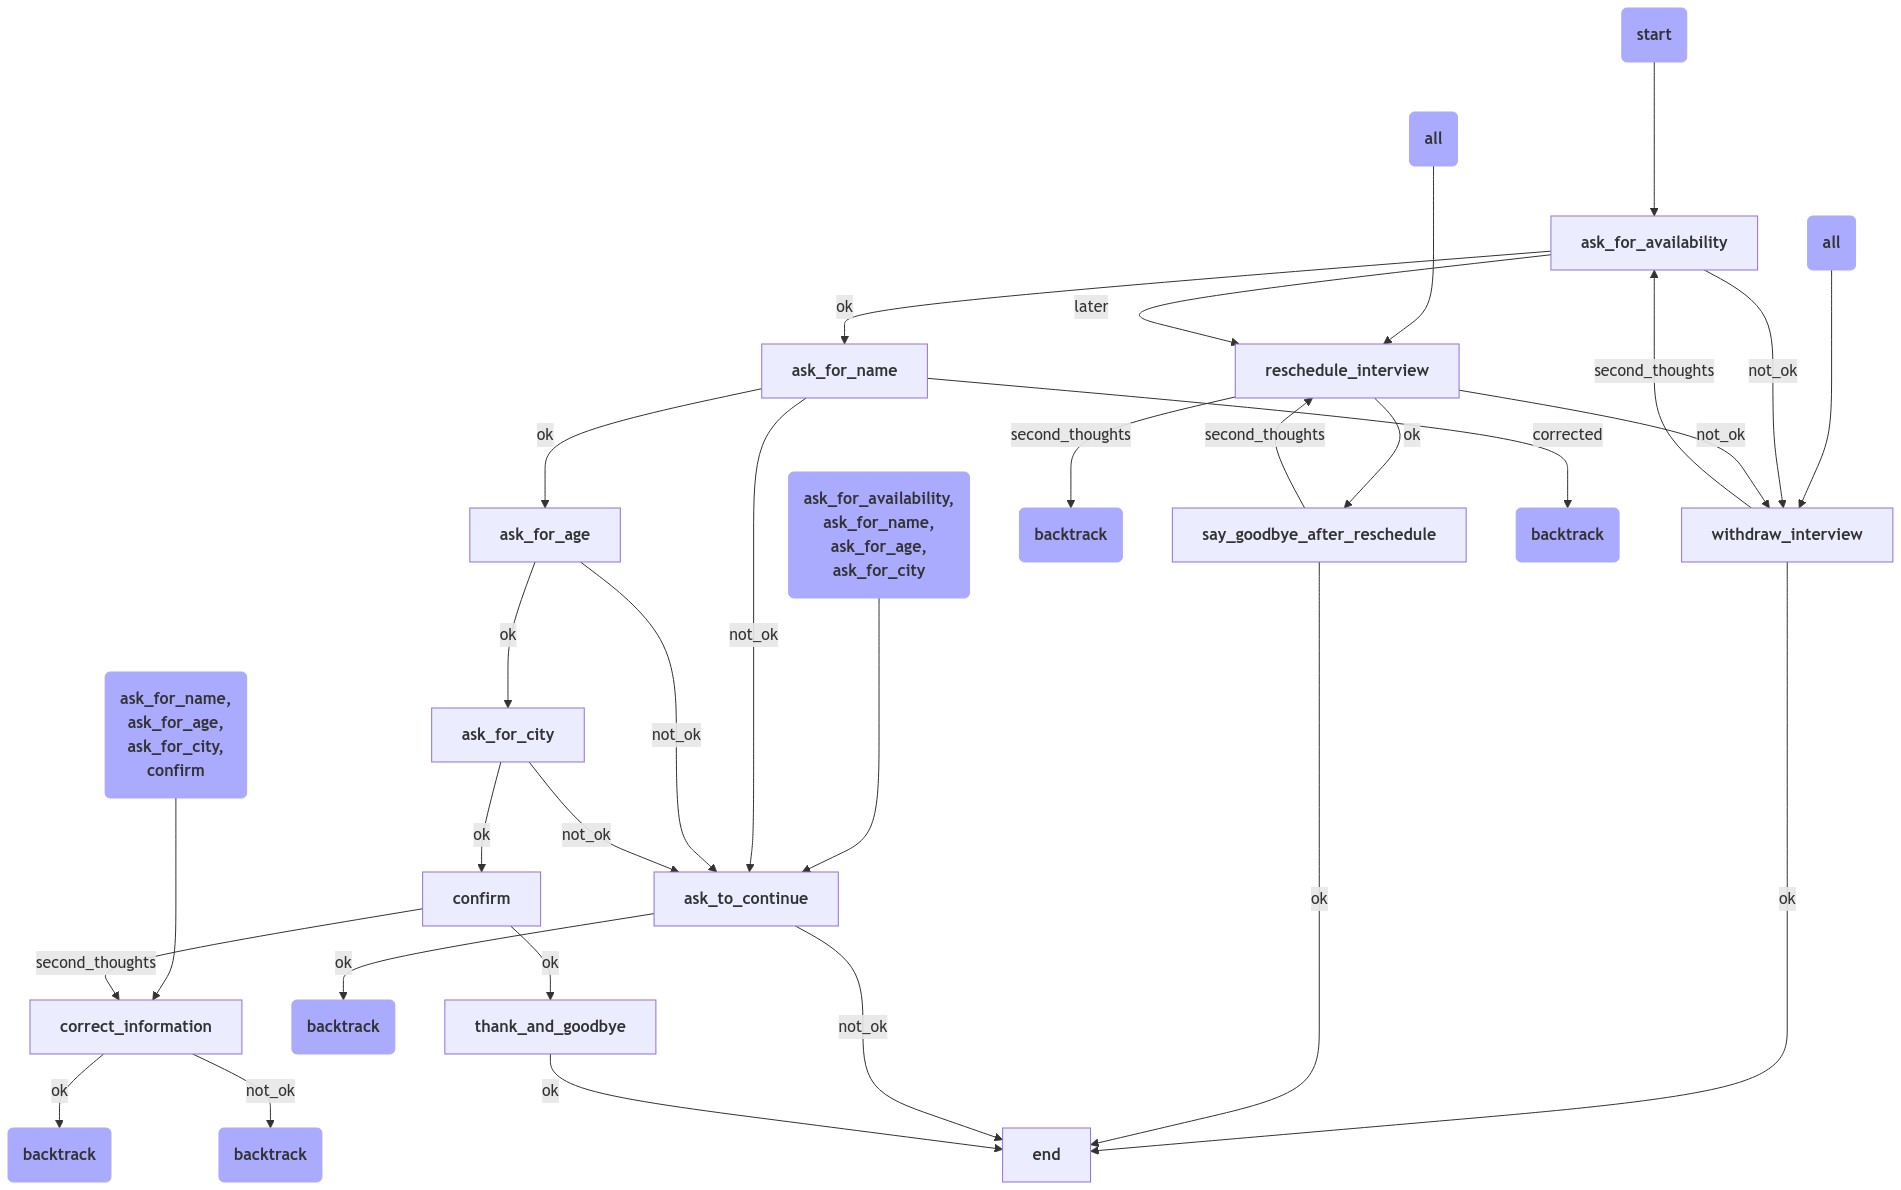 start
all
ask_for_availability
all
ok
later
ask_for_name
reschedule_interview
second_thoughts
not_ok
ok
second_thoughts
second_thoughts
ok
corrected
not_ok
ask_for_availability,
ask_for_name,
ask_for_age,
ask_for_city
ask_for_age
backtrack
say_goodbye_after_reschedule
backtrack
withdraw_interview
ok
not_ok
ask_for_name,
ask_for_age,
ask_for_city,
confirm
ask_for_city
not_ok
ok
not_ok
confirm
ask_to_continue
ok
ok
second_thoughts
ok
ok
correct_information
backtrack
thank_and_goodbye
not_ok
ok
not_ok
ok
backtrack
backtrack
end